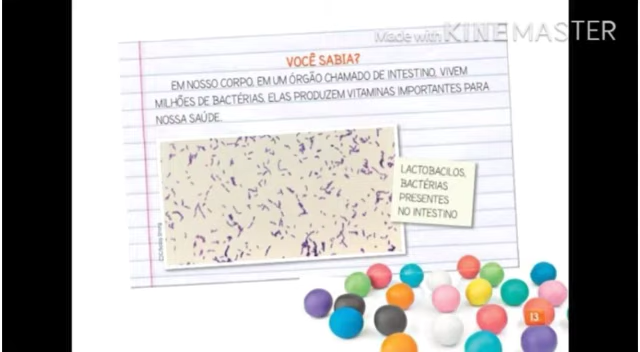 Made with KINEMASTER
VOCÊ SABIA?
EM NOSSO CORPO, EM UM ÓRGÃO CHAMADO DE INTESTINO, VIVEM
MILHÕES DE BACTÉRIAS. ELAS PRODUZEM VITAMINAS IMPORTANTES PARA
NOSSA SAÚDE.
LACTOBACILOS,
BACTÉRIAS
PRESENTES
NO INTESTINO
13